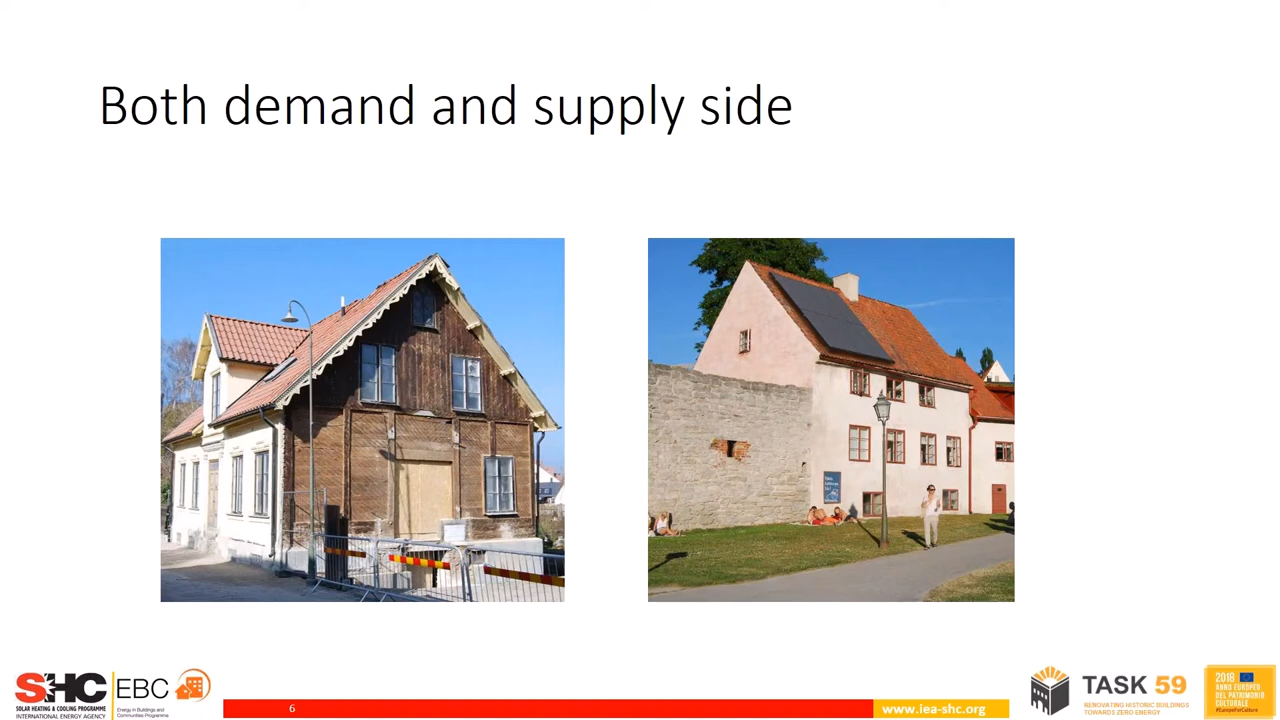 Both demand and supply side
SHC
SOLAR HEATING & COOLING PROGRAMME
INTERNATIONAL ENERGY AGENCY
EBC
Energy in Buildings and
Communities Programme
6
www.iea-shc.org
TASK 59
RENOVATING HISTORIC BUILDINGS
TOWARDS ZERO ENERGY
2018
ANNO EUROPEO
DEL PATRIMONIO
CULTURALE
#EuropeForCulture